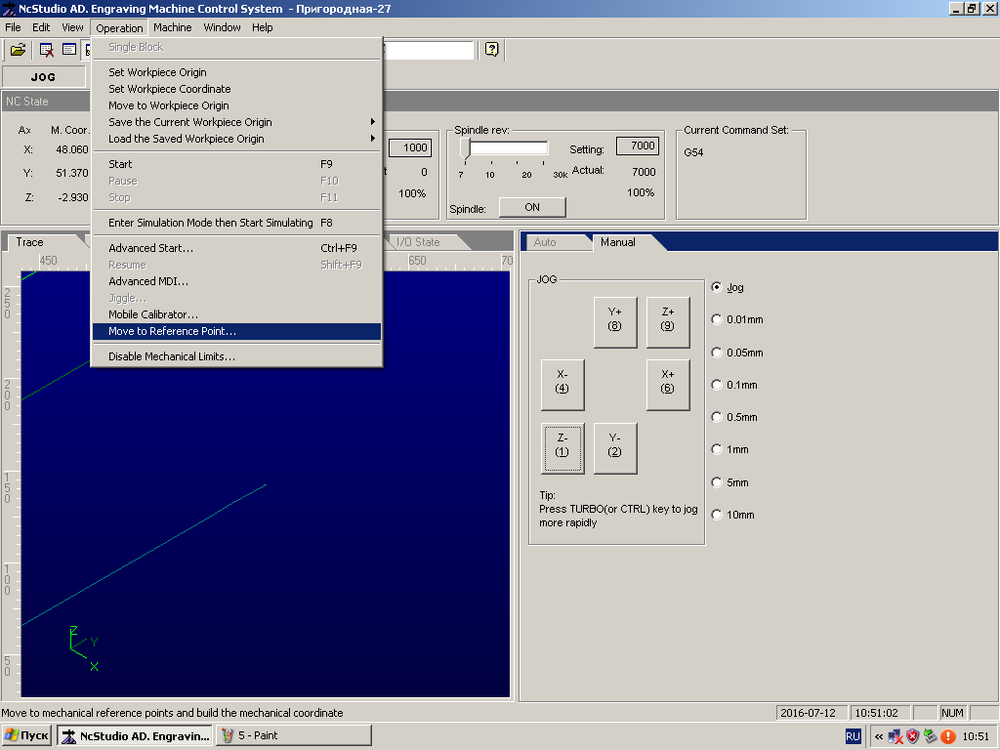 NcStudio AD. Engraving Machine Control System - Пригородная-27
File Edit View Operation Machine Window Help
JOG
NC State
Ax M. Coor.
X: 48.060
Y: 51.370
Z: -2.930
Single Block
Set Workpiece Origin
Set Workpiece Coordinate
Move to Workpiece Origin
Save the Current Workpiece Origin
Load the Saved Workpiece Origin
Start F9
Pause F10
Stop F11
Enter Simulation Mode then Start Simulating F8
Advanced Start... Ctrl+F9
Resume Shift+F9
Advanced MDI...
Jiggle...
Mobile Calibrator...
Move to Reference Point...
Disable Mechanical Limits...
1000
0
100%
Spindle rev:
7 10 20 30K
Setting: 7000
Actual: 7000
100%
Spindle: ON
Current Command Set:
G54
Trace I/O State
450 650 70
250
200
150
100
50
Z
Y
X
Auto Manual
JOG
Y+
(8)
Z+
(9)
X-
(4)
X+
(6)
Z-
(1)
Y-
(2)
Tip:
Press TURBO(or CTRL) key to jog
more rapidly
Jog
0.01mm
0.05mm
0.1mm
0.5mm
1mm
5mm
10mm
Move to mechanical reference points and build the mechanical coordinate
2016-07-12 10:51:02 NUM
Пуск NcStudio AD. Engravin... 5 - Paint RU « 10:51